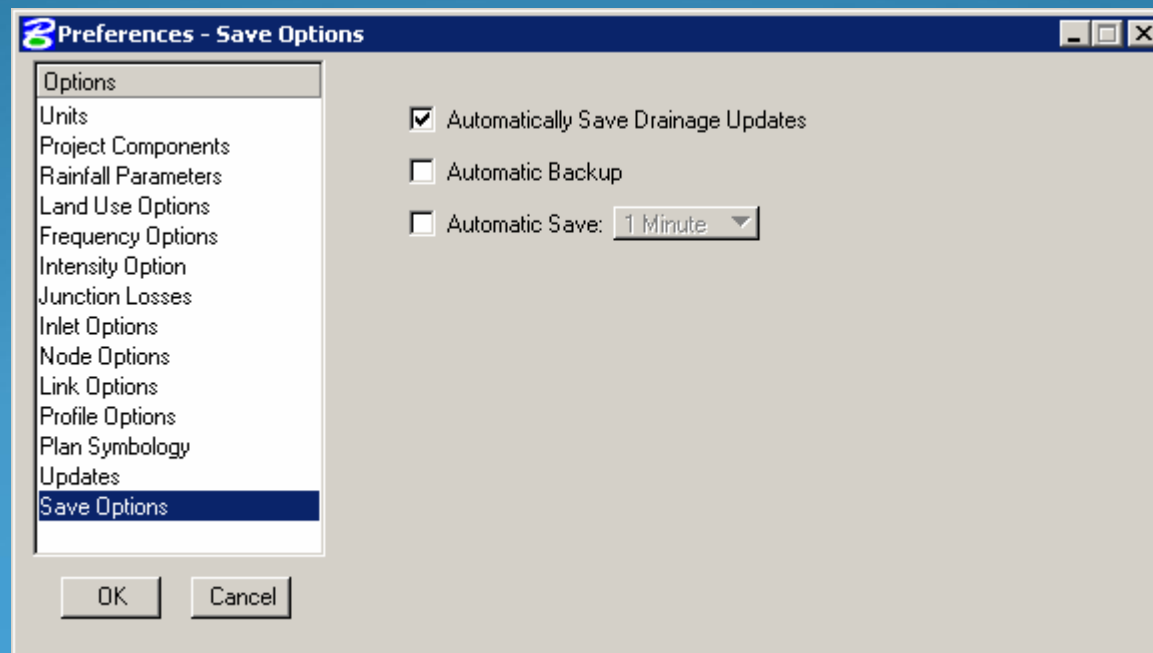 Preferences - Save Options
Options
Units
Project Components
Rainfall Parameters
Land Use Options
Frequency Options
Intensity Option
Junction Losses
Inlet Options
Node Options
Link Options
Profile Options
Plan Symbology
Updates
Save Options
Automatically Save Drainage Updates
Automatic Backup
Automatic Save: 1 Minute
OK Cancel